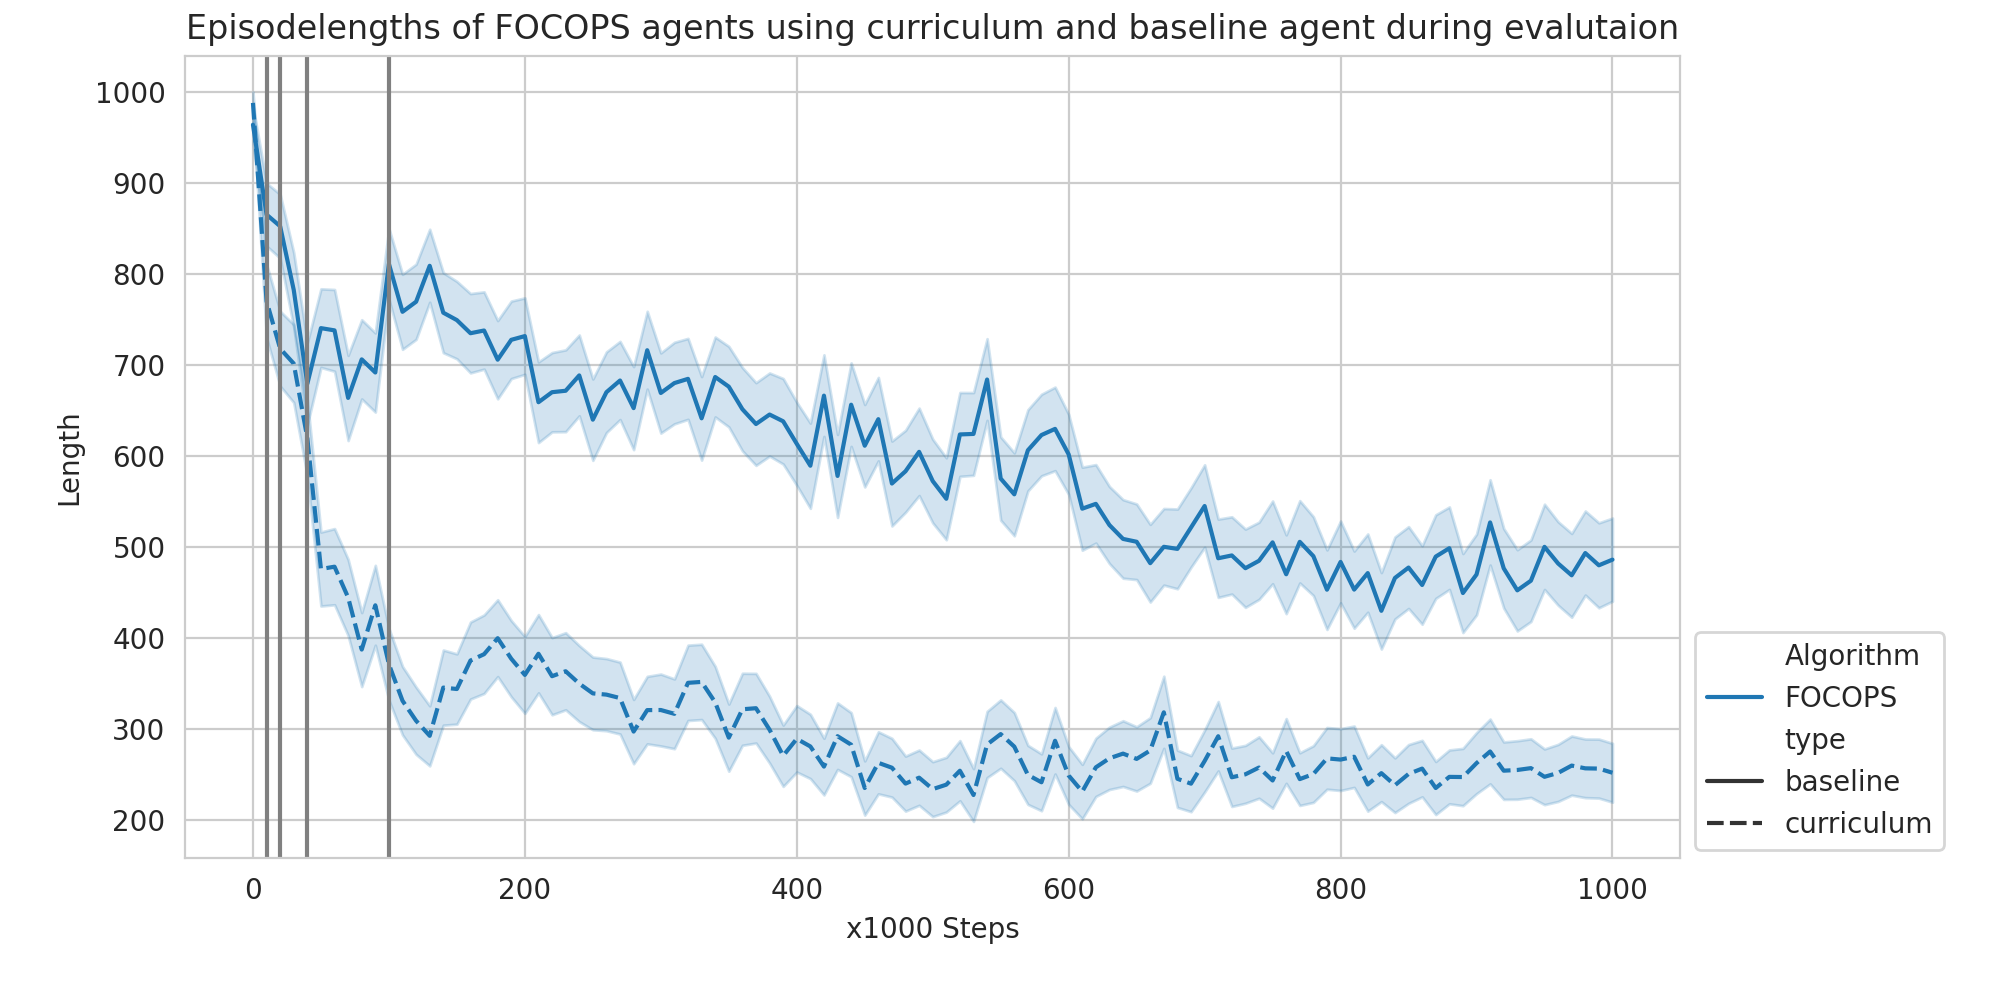 Episodelengths of FOCOPS agents using curriculum and baseline agent during evalutaion
1000
900
800
700
600
500
400
300
200
Length
0
200
400
600
800
1000
x1000 Steps
Algorithm
FOCOPS
type
baseline
curriculum